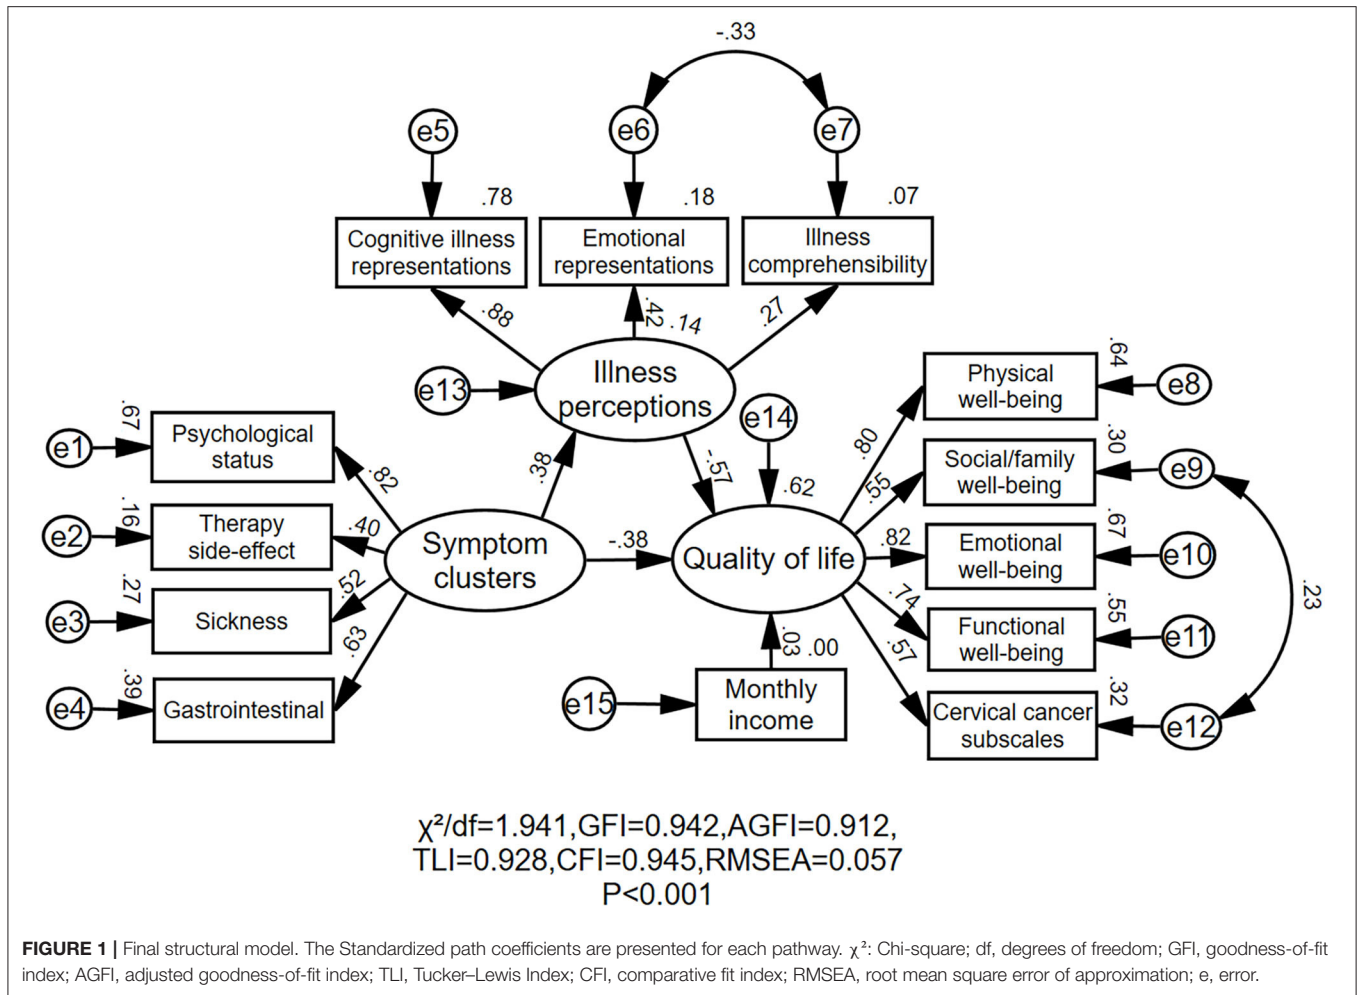 -.33
e5
e6
e7
.78
.18
.07
Cognitive illness
representations
Emotional
representations
Illness
comprehensibility
.88
.42
.14
.27
e13
Illness
perceptions
e14
.38
-.57
.62
e1
.67
Psychological
status
.82
e2
.16
Therapy
side-effect
.40
e3
.27
Sickness
.52
e4
.39
Gastrointestinal
.63
Symptom
clusters
-.38
Quality of life
.03
.00
e15
Monthly
income
.80
Physical
well-being
.64
e8
.55
Social/family
well-being
.30
e9
.82
Emotional
well-being
.67
e10
.74
Functional
well-being
.55
e11
.57
Cervical cancer
subscales
.32
e12
.23
χ²/df=1.941,GFI=0.942,AGFI=0.912,
TLI=0.928,CFI=0.945,RMSEA=0.057
P<0.001
FIGURE 1 | Final structural model. The Standardized path coefficients are presented for each pathway. χ²: Chi-square; df, degrees of freedom; GFI, goodness-of-fit
index; AGFI, adjusted goodness-of-fit index; TLI, Tucker–Lewis Index; CFI, comparative fit index; RMSEA, root mean square error of approximation; e, error.